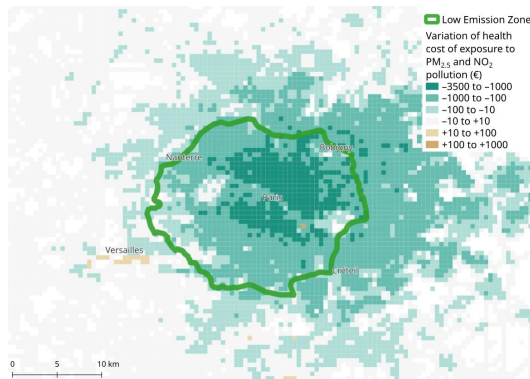 Low Emission Zone
Variation of health
cost of exposure to
PM2.5 and NO2
pollution (€)
−3500 to −1000
−1000 to −100
−100 to −10
−10 to +10
+10 to +100
+100 to +1000
Nanterre
Bobigny
Paris
Versailles
Créteil
0 5 10 km